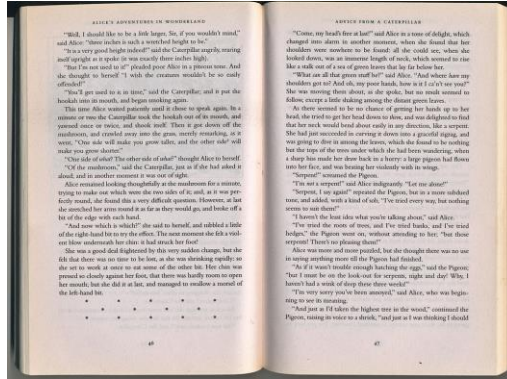 ALICE'S ADVENTURES IN WONDERLAND
"Well, I should like to be a little larger, Sir, if you wouldn't mind,"
said Alice: "three inches is such a wretched height to be."
"It is a very good height indeed!" said the Caterpillar angrily, rearing
itself upright as it spoke (it was exactly three inches high).
"But I'm not used to it!" pleaded poor Alice in a piteous tone. And
she thought to herself "I wish the creatures wouldn't be so easily
offended!"
"You'll get used to it in time," said the Caterpillar; and it put the
hookah into its mouth, and began smoking again.
This time Alice waited patiently until it chose to speak again. In a
minute or two the Caterpillar took the hookah out of its mouth, and
yawned once or twice, and shook itself. Then it got down off the
mushroom, and crawled away into the grass, merely remarking, as it
went, "One side will make you grow taller, and the other side will
make you grow shorter."
"One side of what? The other side of what?" thought Alice to herself.
"Of the mushroom," said the Caterpillar, just as if she had asked it
aloud; and in another moment it was out of sight.
Alice remained looking thoughtfully at the mushroom for a minute,
trying to make out which were the two sides of it; and, as it was per-
fectly round, she found this a very difficult question. However, at last
she stretched her arms round it as far as they would go, and broke off a
bit of the edge with each hand.
"And now which is which?" she said to herself, and nibbled a little
of the right-hand bit to try the effect. The next moment she felt a vio-
lent blow underneath her chin: it had struck her foot!
She was a good deal frightened by this very sudden change, but she
felt that there was no time to be lost, as she was shrinking rapidly: so
she set to work at once to eat some of the other bit. Her chin was
pressed so closely against her foot, that there was hardly room to open
her mouth; but she did it at last, and managed to swallow a morsel of
the left-hand bit.
* * * * *
* * * *
* * * * *
ADVICE FROM A CATERPILLAR
"Come, my head's free at last!" said Alice in a tone of delight, which
changed into alarm in another moment, when she found that her
shoulders were nowhere to be found: all she could see, when she
looked down, was an immense length of neck, which seemed to rise
like a stalk out of a sea of green leaves that lay far below her.
"What can all that green stuff be?" said Alice. "And where have my
shoulders got to? And oh, my poor hands, how is it I ca'n't see you?"
She was moving them about, as she spoke, but no result seemed to
follow, except a little shaking among the distant green leaves.
As there seemed to be no chance of getting her hands up to her
head, she tried to get her head down to them, and was delighted to find
that her neck would bend about easily in any direction, like a serpent.
She had just succeeded in curving it down into a graceful zigzag, and
was going to dive in among the leaves, which she found to be nothing
but the tops of the trees under which she had been wandering, when
a sharp hiss made her draw back in a hurry: a large pigeon had flown
into her face, and was beating her violently with its wings.
"Serpent!" screamed the Pigeon.
"I'm not a serpent!" said Alice indignantly. "Let me alone!"
"Serpent, I say again!" repeated the Pigeon, but in a more subdued
tone, and added, with a kind of sob, "I've tried every way, but nothing
seems to suit them!"
"I haven't the least idea what you're talking about," said Alice.
"I've tried the roots of trees, and I've tried banks, and I've tried
hedges," the Pigeon went on, without attending to her; "but those
serpents! There's no pleasing them!"
Alice was more and more puzzled, but she thought there was no use
in saying anything more till the Pigeon had finished.
"As if it wasn't trouble enough hatching the eggs," said the Pigeon;
"but I must be on the look-out for serpents, night and day! Why, I
haven't had a wink of sleep these three weeks!"
"I'm very sorry you've been annoyed," said Alice, who was begin-
ning to see its meaning.
"And just as I'd taken the highest tree in the wood," continued the
Pigeon, raising its voice to a shriek, "and just as I was thinking I should